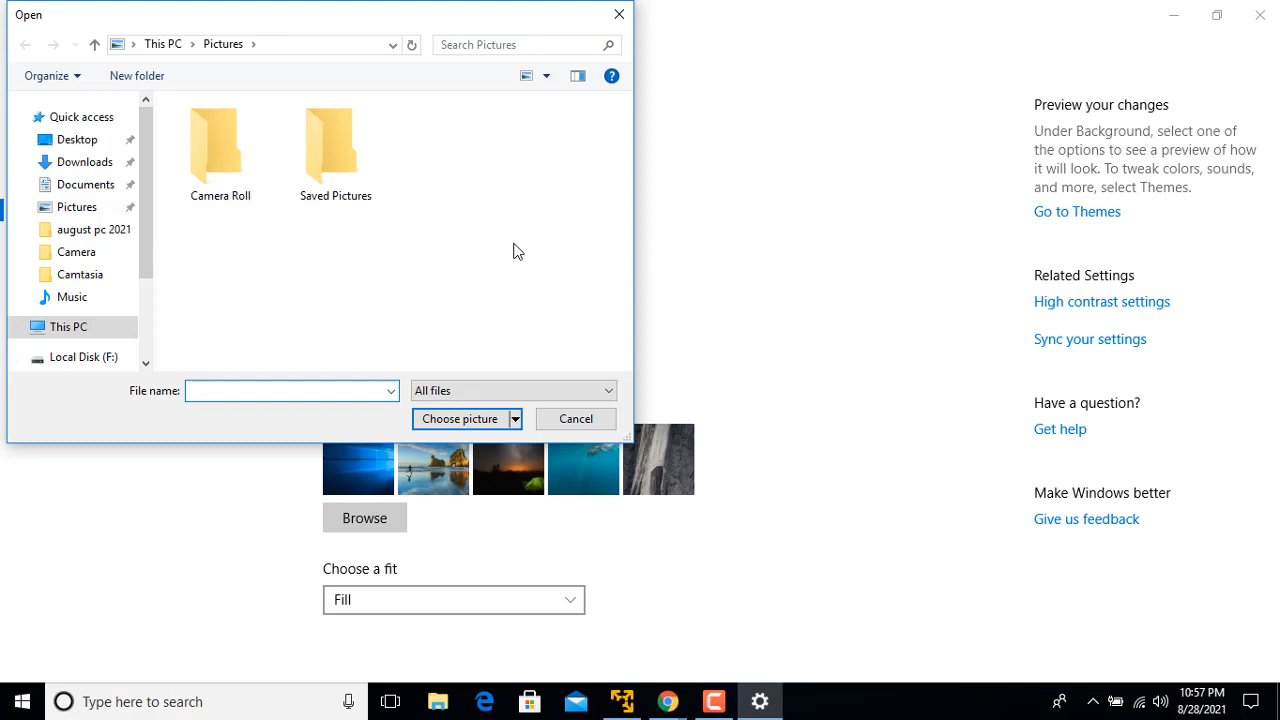 Open
This PC
Pictures
Search Pictures
Organize
New folder
Quick access
Desktop
Downloads
Documents
Pictures
august pc 2021
Camera
Camtasia
Music
This PC
Local Disk (F:)
Camera Roll
Saved Pictures
File name:
All files
Choose picture
Cancel
Browse
Choose a fit
Fill
Preview your changes
Under Background, select one of
the options to see a preview of how
it will look. To tweak colors, sounds,
and more, select Themes.
Go to Themes
Related Settings
High contrast settings
Sync your settings
Have a question?
Get help
Make Windows better
Give us feedback
Type here to search
10:57 PM
8/28/2021